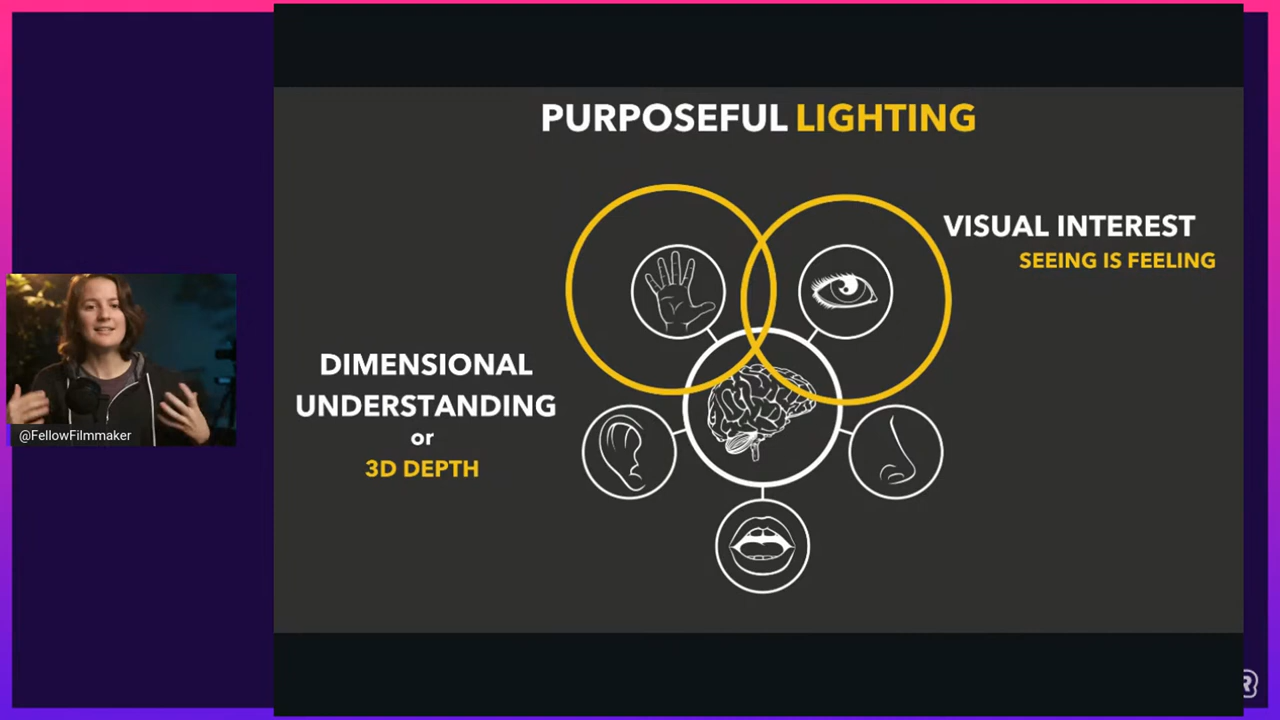 PURPOSEFUL LIGHTING
VISUAL INTEREST
SEEING IS FEELING
DIMENSIONAL
UNDERSTANDING
or
3D DEPTH
@FellowFilmmaker
R